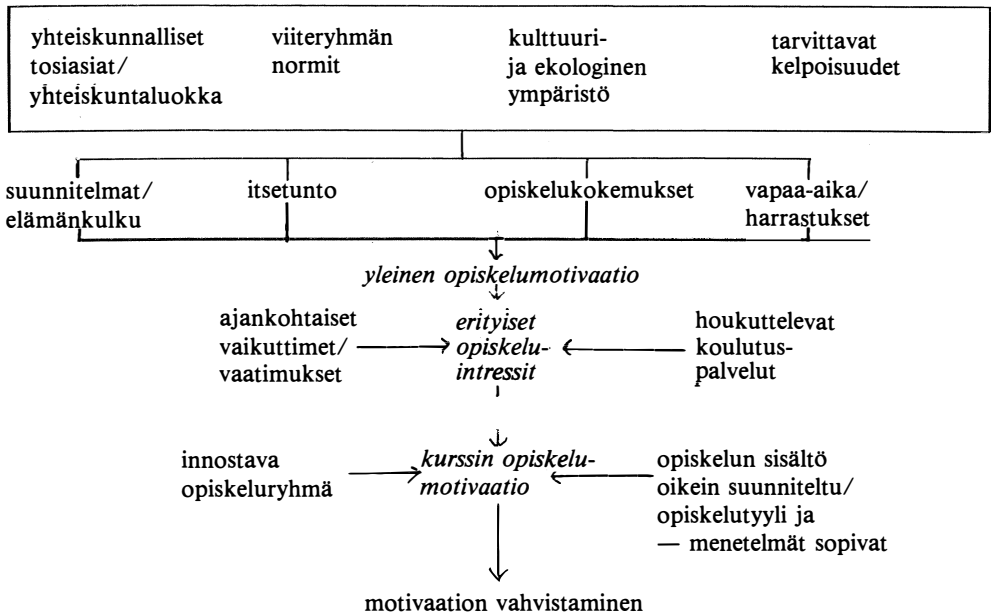 yhteiskunnalliset
tosiasiat/
yhteiskuntaluokka
viiteryhmän
normit
kulttuuri-
ja ekologinen
ympäristö
tarvittavat
kelpoisuudet
suunnitelmat/
elämänkulku
itsetunto
opiskelukokemukset
vapaa-aika/
harrastukset
yleinen opiskelumotivaatio
ajankohtaiset
vaikuttimet/
vaatimukset
erityiset
opiskelu-
intressit
houkuttelevat
koulutus-
palvelut
innostava
opiskeluryhmä
kurssin opiskelu-
motivaatio
opiskelun sisältö
oikein suunniteltu/
opiskelutyyli ja
— menetelmät sopivat
motivaation vahvistaminen